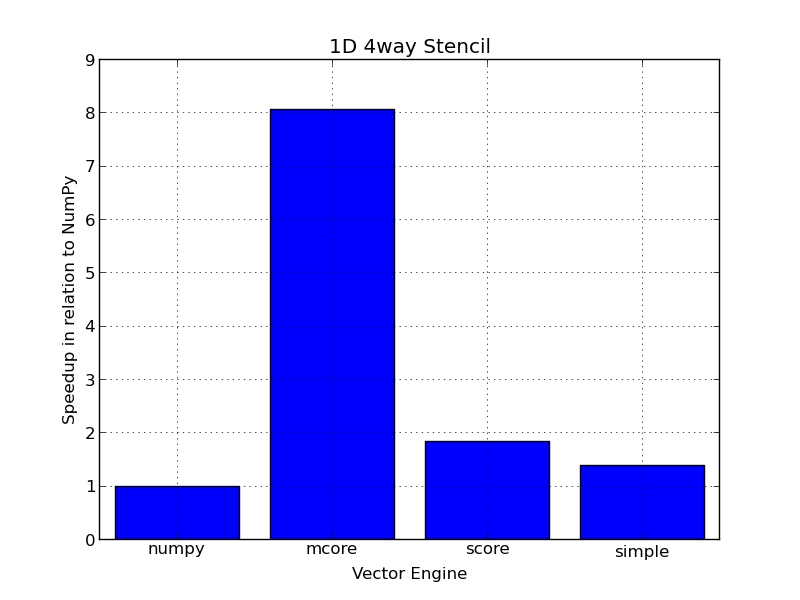 1D 4way Stencil
Speedup in relation to NumPy
9
8
7
6
5
4
3
2
1
0
numpy mcore score simple
Vector Engine